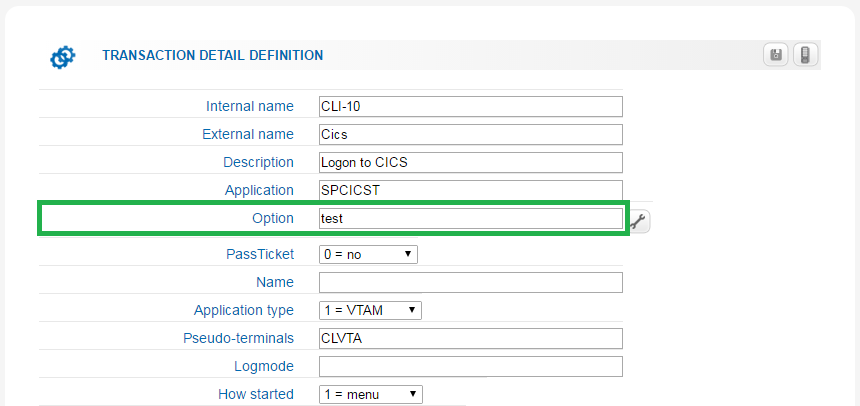 TRANSACTION DETAIL DEFINITION
Internal name CLI-10
External name Cics
Description Logon to CICS
Application SPCICST
Option test
PassTicket 0 = no
Name
Application type 1 = VTAM
Pseudo-terminals CLVTA
Logmode
How started 1 = menu